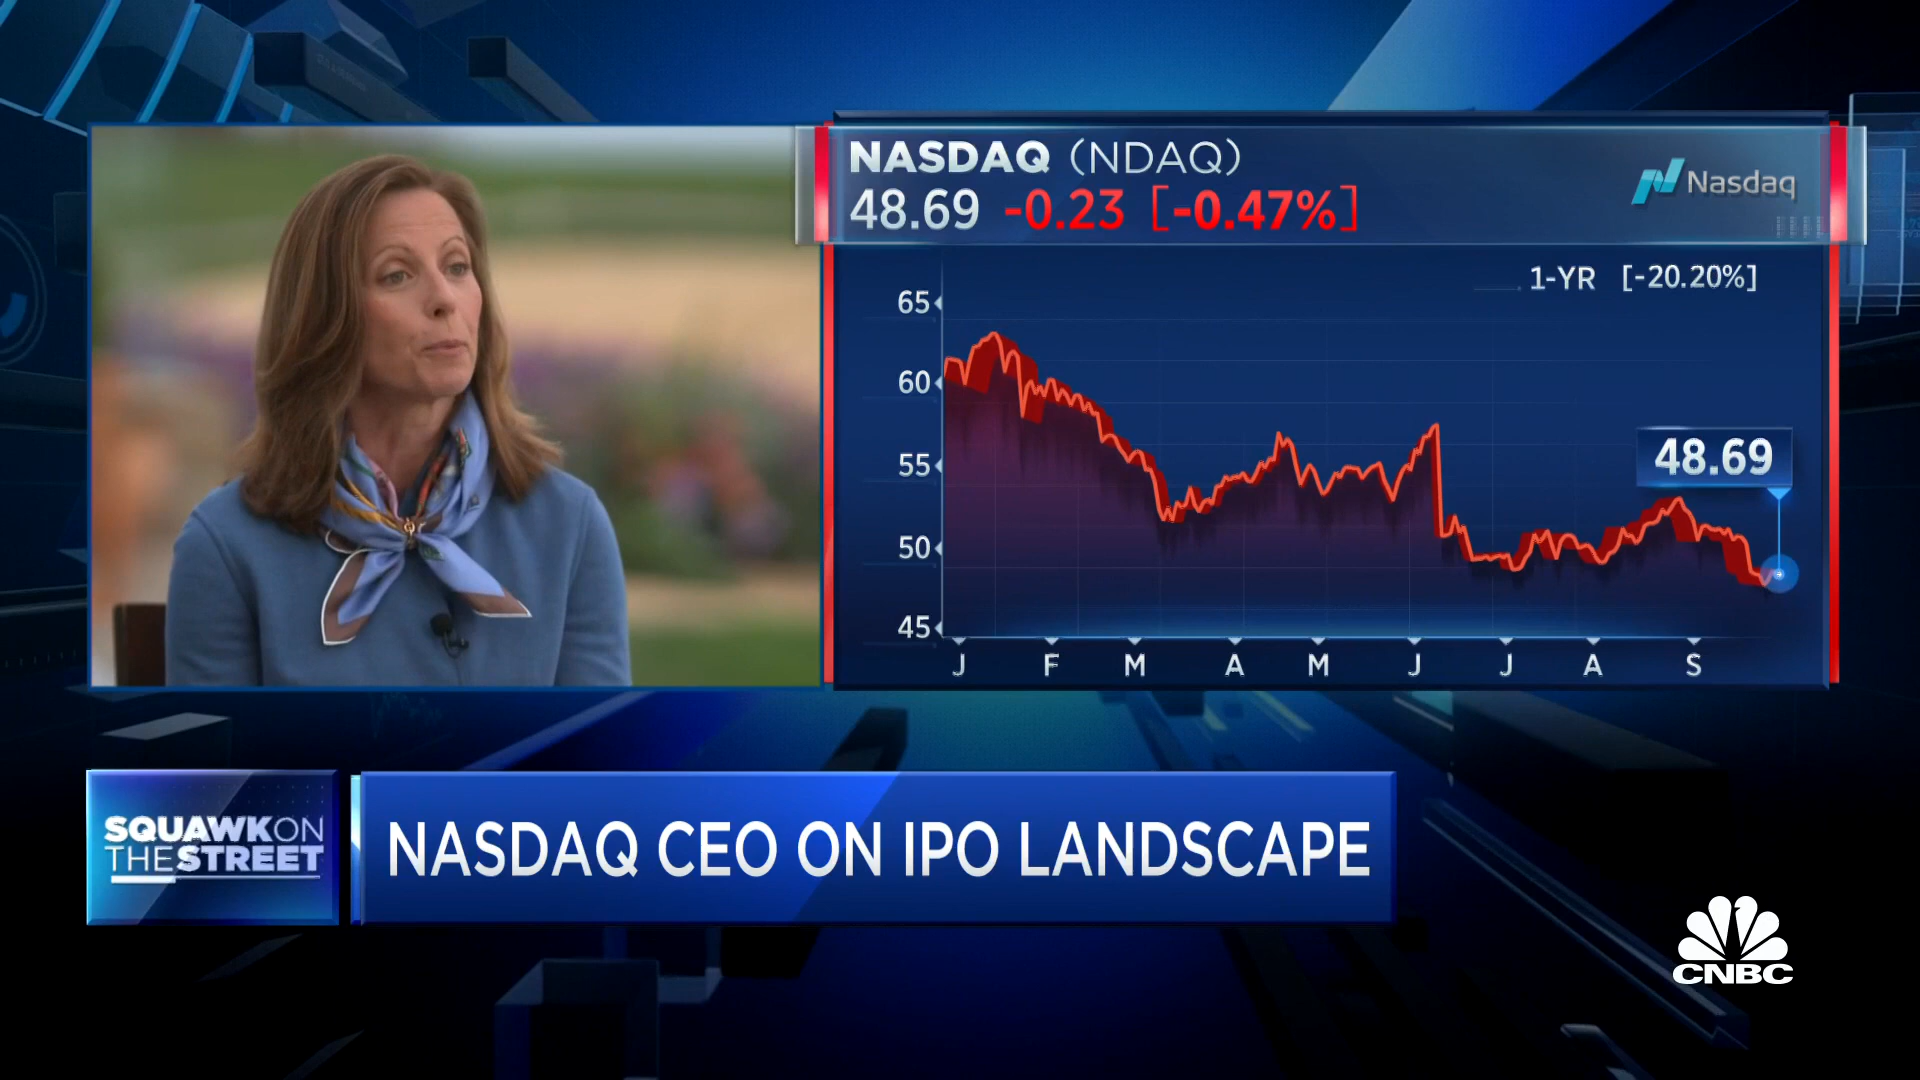 NASDAQ (NDAQ)
48.69 -0.23 [-0.47%]
Nasdaq
1-YR [-20.20%]
65
60
55
50
45
48.69
J F M A M J J A S
SQUAWK ON
THE STREET
NASDAQ CEO ON IPO LANDSCAPE
CNBC